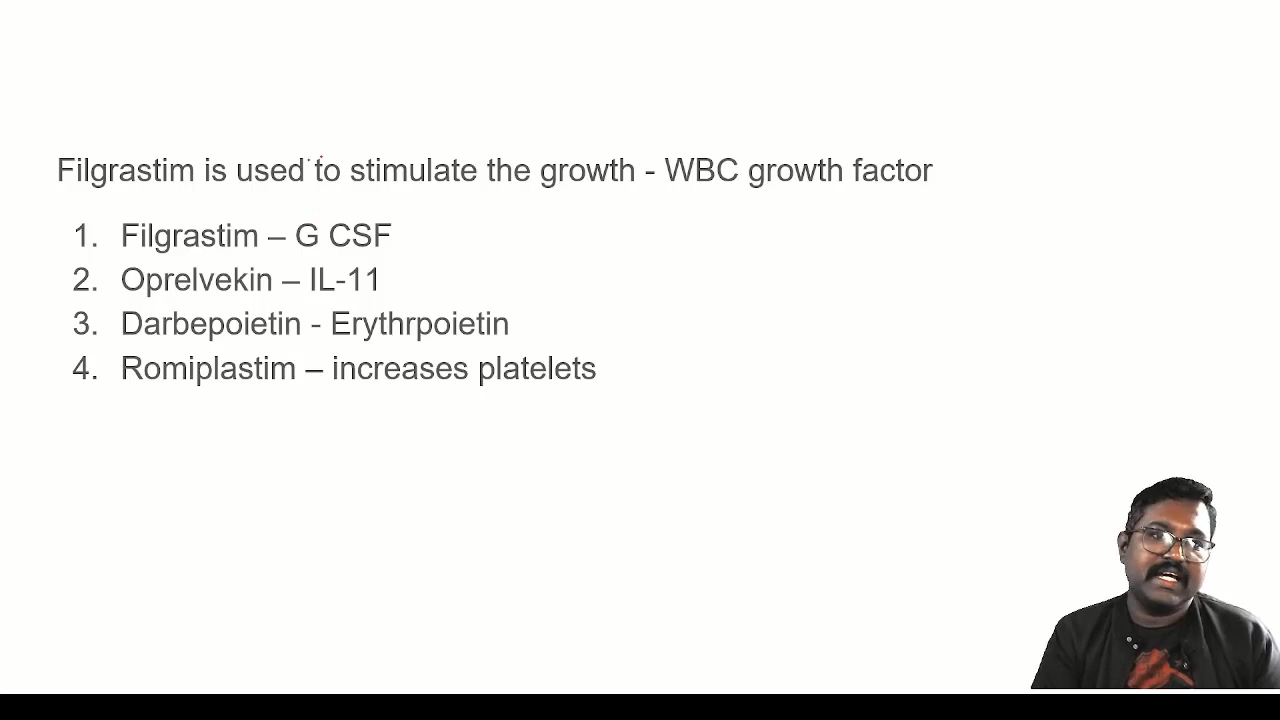 Filgrastim is used to stimulate the growth - WBC growth factor
1. Filgrastim – G CSF
2. Oprelvekin – IL-11
3. Darbepoietin - Erythrpoietin
4. Romiplastim – increases platelets